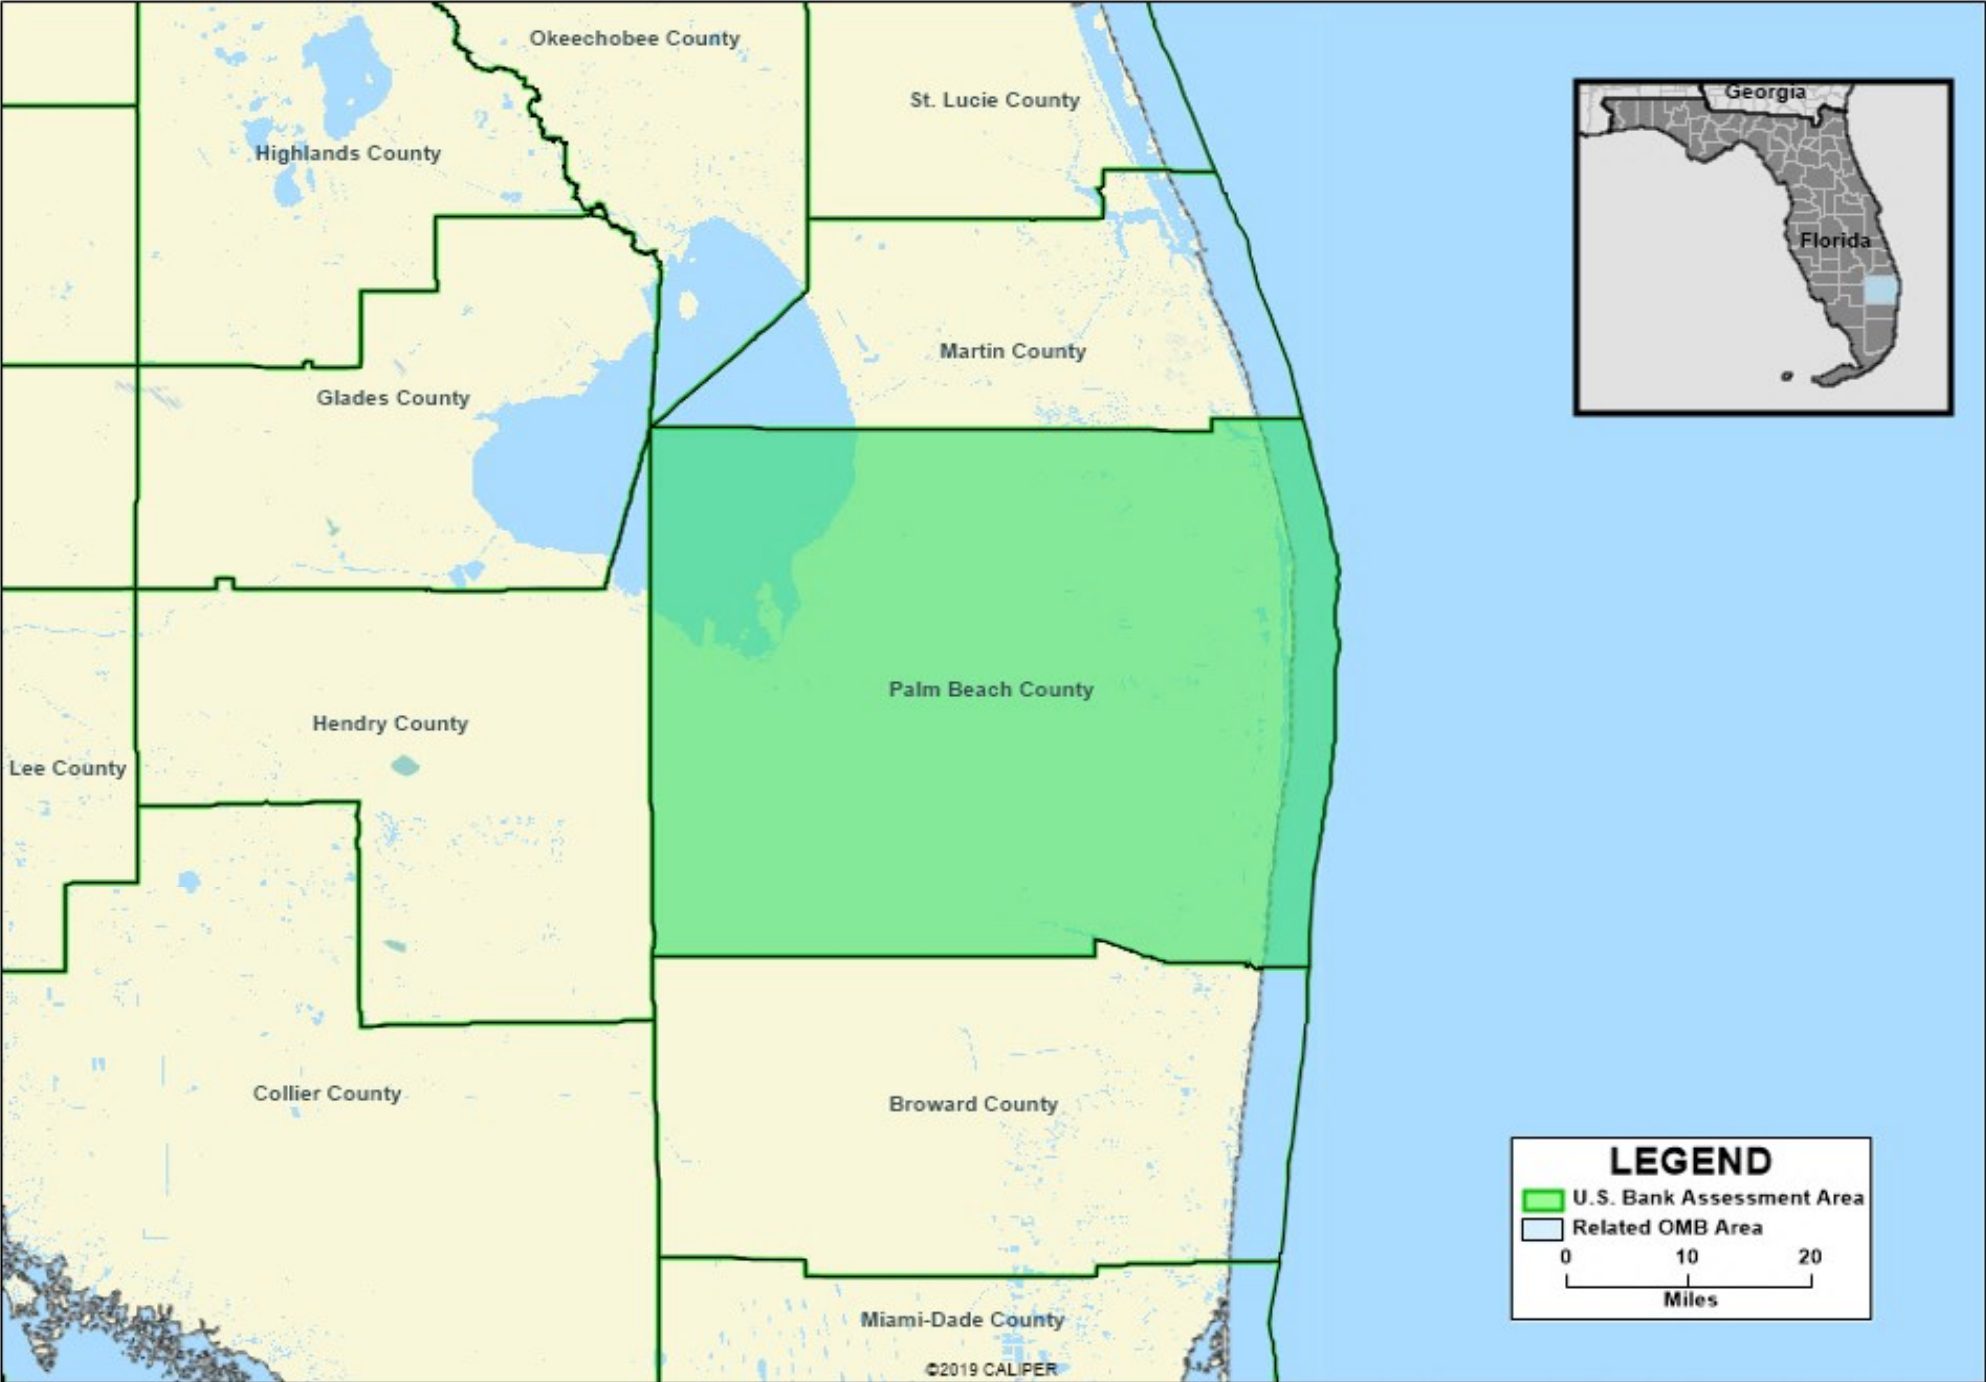 Okeechobee County
St. Lucie County
Highlands County
Martin County
Glades County
Palm Beach County
Hendry County
Lee County
Collier County
Broward County
Miami-Dade County
©2019 CALIPER
Georgia
Florida
LEGEND
U.S. Bank Assessment Area
Related OMB Area
0 10 20
Miles